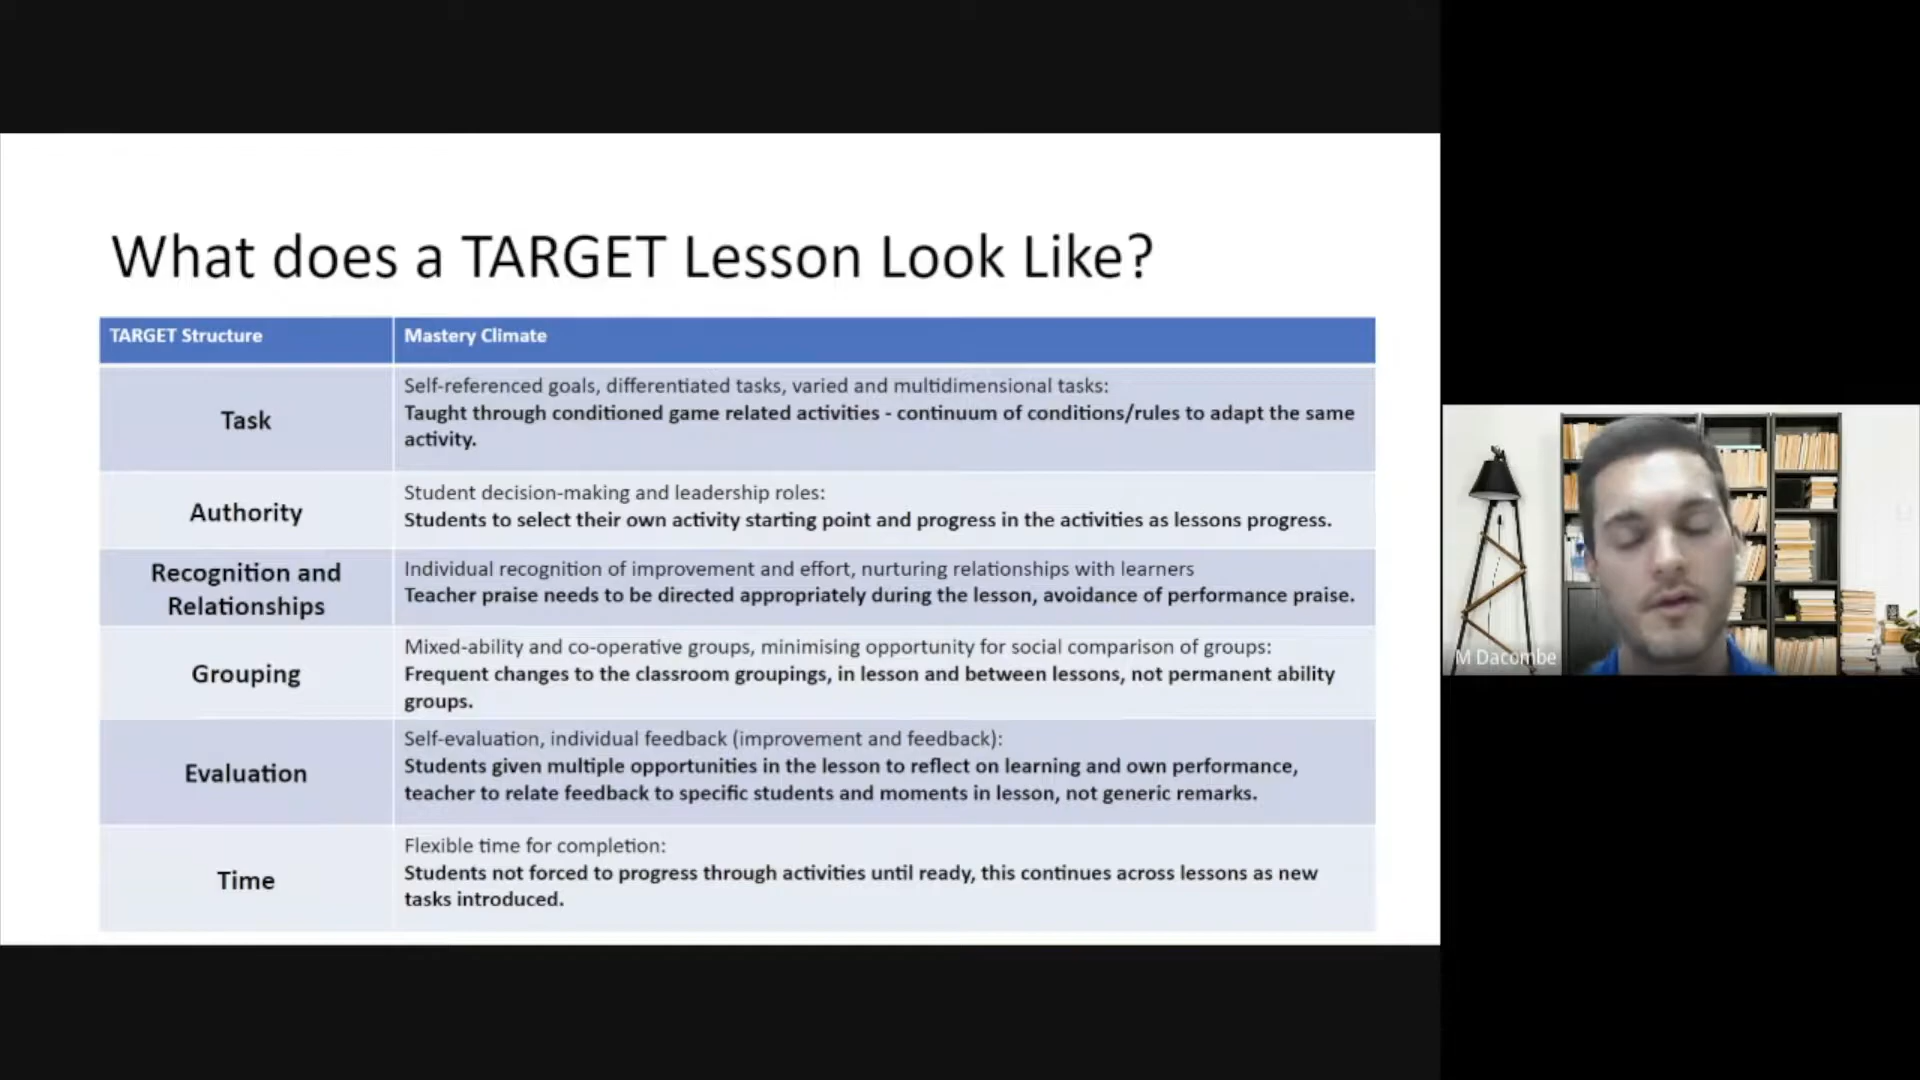 What does a TARGET Lesson Look Like?
TARGET Structure
Mastery Climate
Task
Self-referenced goals, differentiated tasks, varied and multidimensional tasks:
Taught through conditioned game related activities - continuum of conditions/rules to adapt the same
activity.
Authority
Student decision-making and leadership roles:
Students to select their own activity starting point and progress in the activities as lessons progress.
Recognition and
Relationships
Individual recognition of improvement and effort, nurturing relationships with learners
Teacher praise needs to be directed appropriately during the lesson, avoidance of performance praise.
Grouping
Mixed-ability and co-operative groups, minimising opportunity for social comparison of groups:
Frequent changes to the classroom groupings, in lesson and between lessons, not permanent ability
groups.
Evaluation
Self-evaluation, individual feedback (improvement and feedback):
Students given multiple opportunities in the lesson to reflect on learning and own performance,
teacher to relate feedback to specific students and moments in lesson, not generic remarks.
Time
Flexible time for completion:
Students not forced to progress through activities until ready, this continues across lessons as new
tasks introduced.
M Dacombe